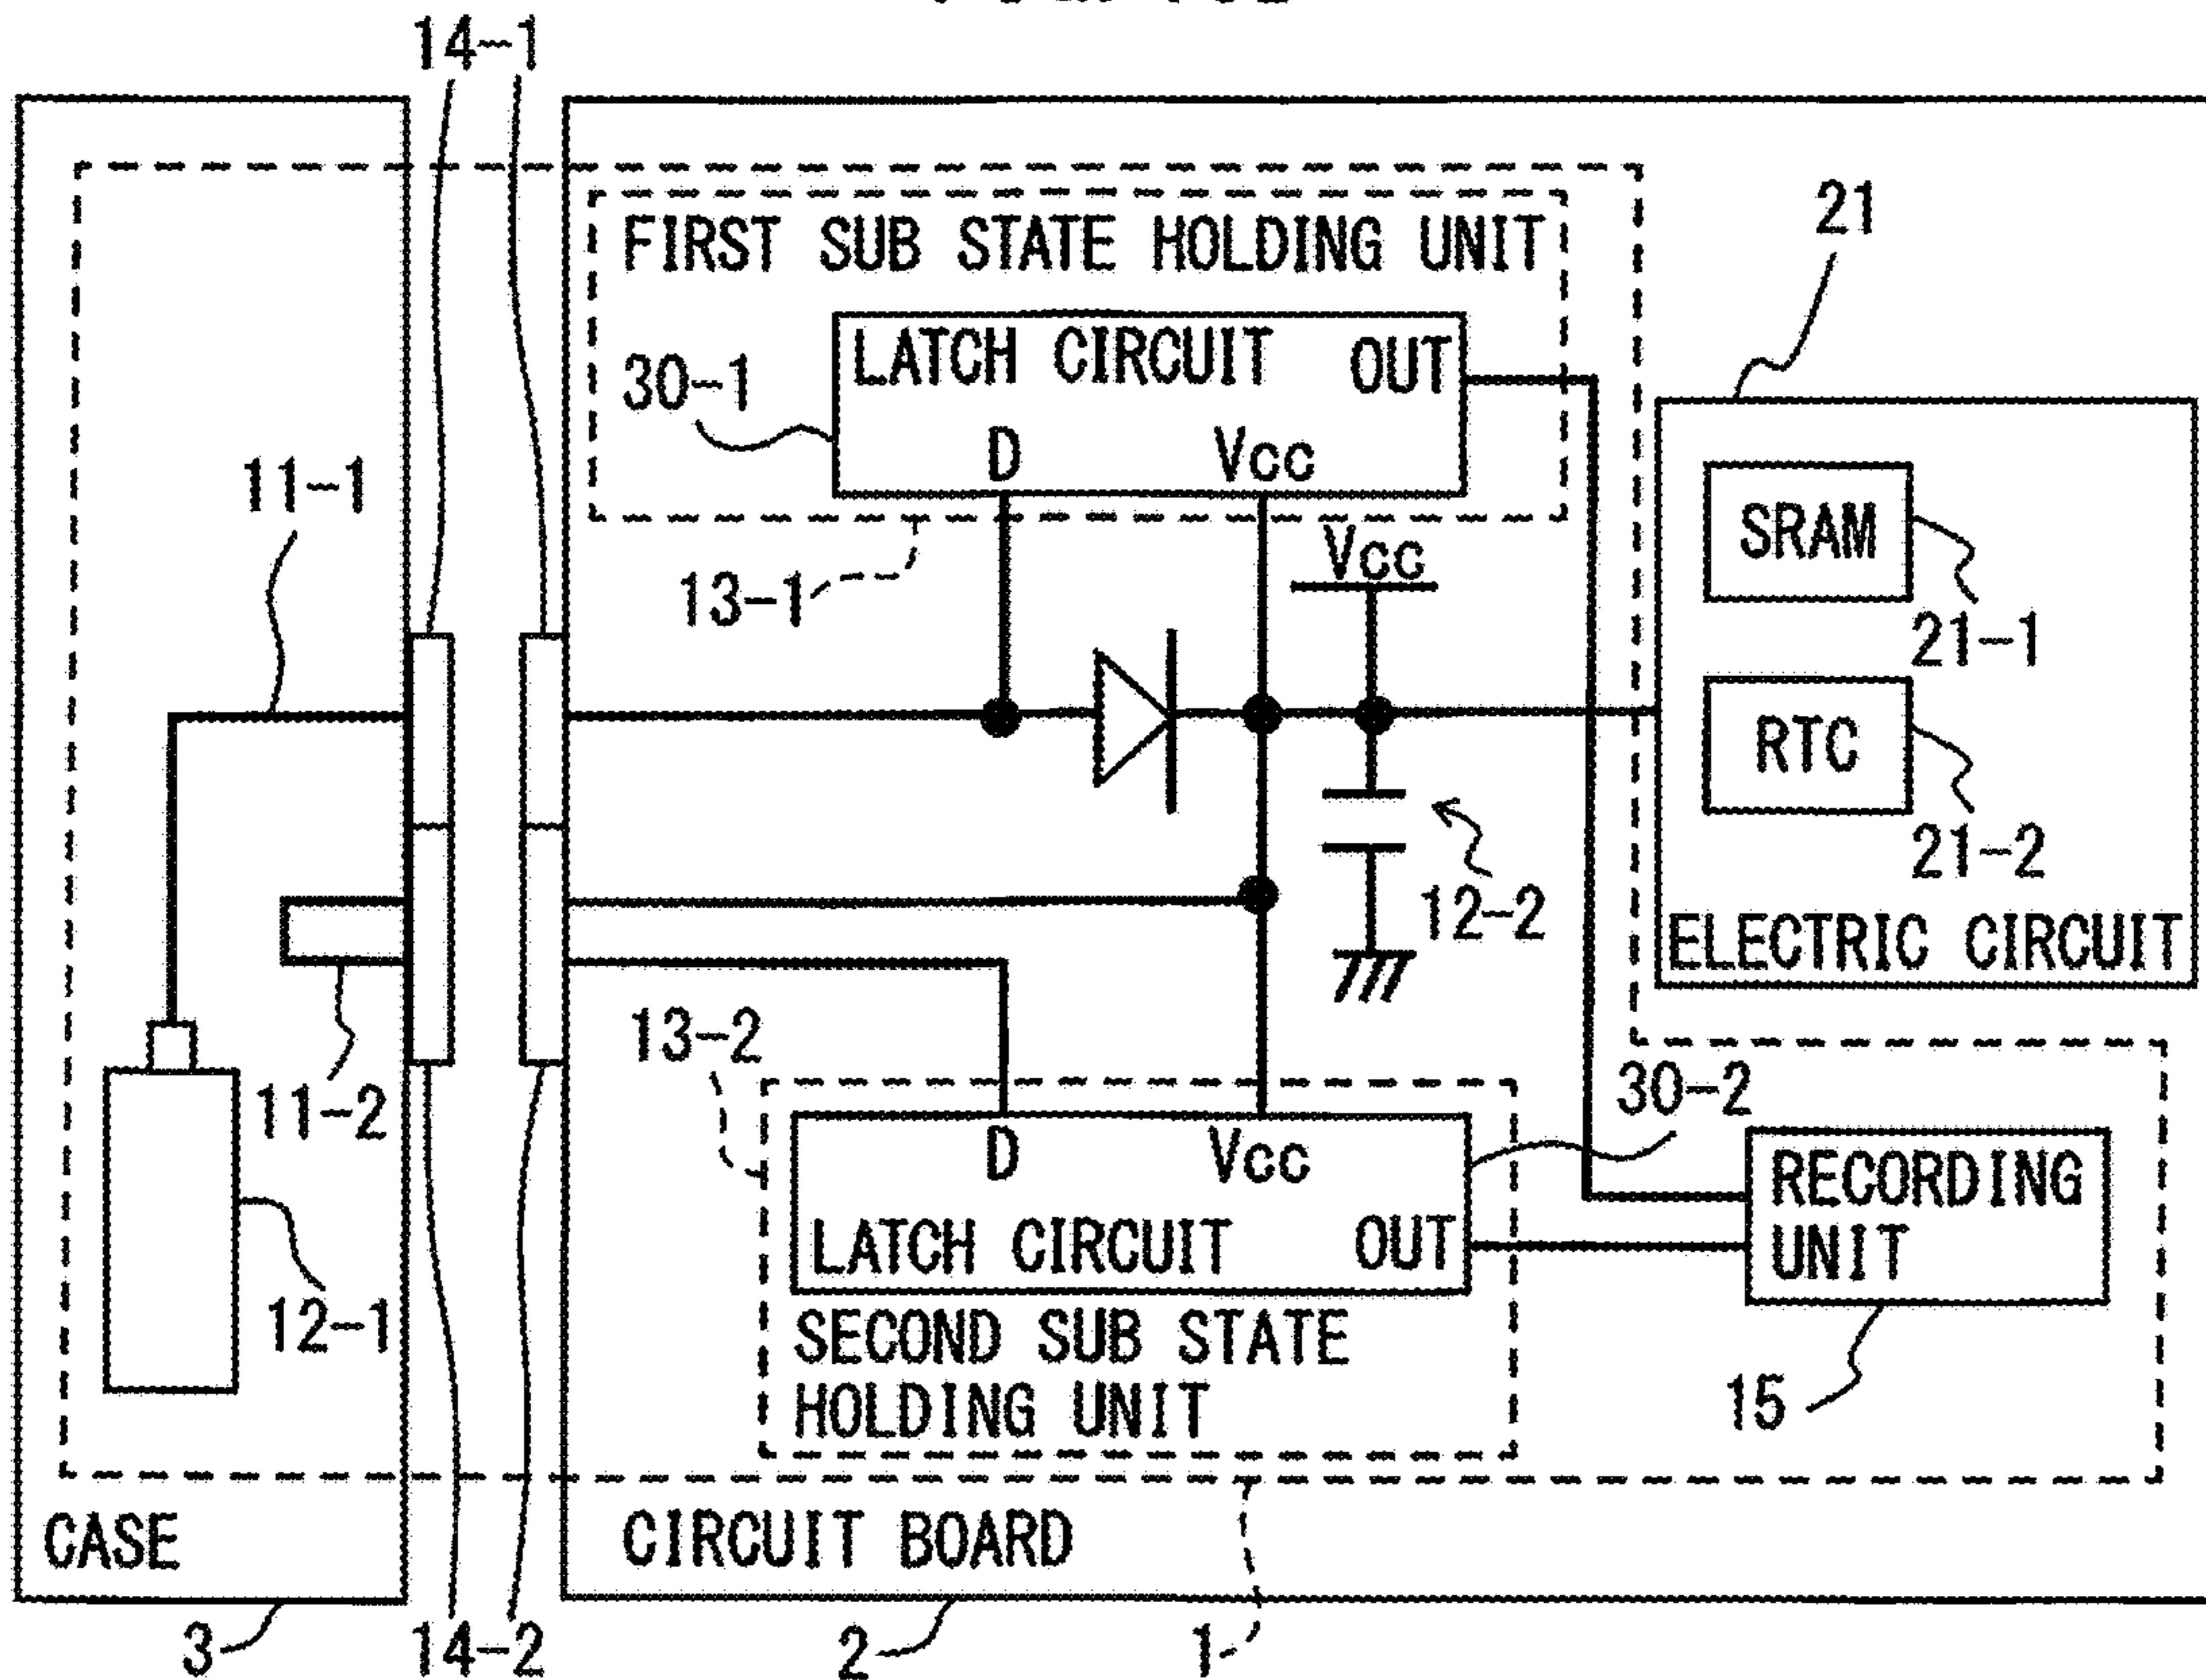 14-1
FIRST SUB STATE HOLDING UNIT
21
LATCH CIRCUIT OUT
30-1
D Vcc
11-1
SRAM
Vcc
13-1
21-1
RTC
21-2
12-2
ELECTRIC CIRCUIT
13-2
30-2
11-2
D Vcc
RECORDING
UNIT
LATCH CIRCUIT OUT
12-1
SECOND SUB STATE
HOLDING UNIT
15
CASE
CIRCUIT BOARD
3
14-2
2
1